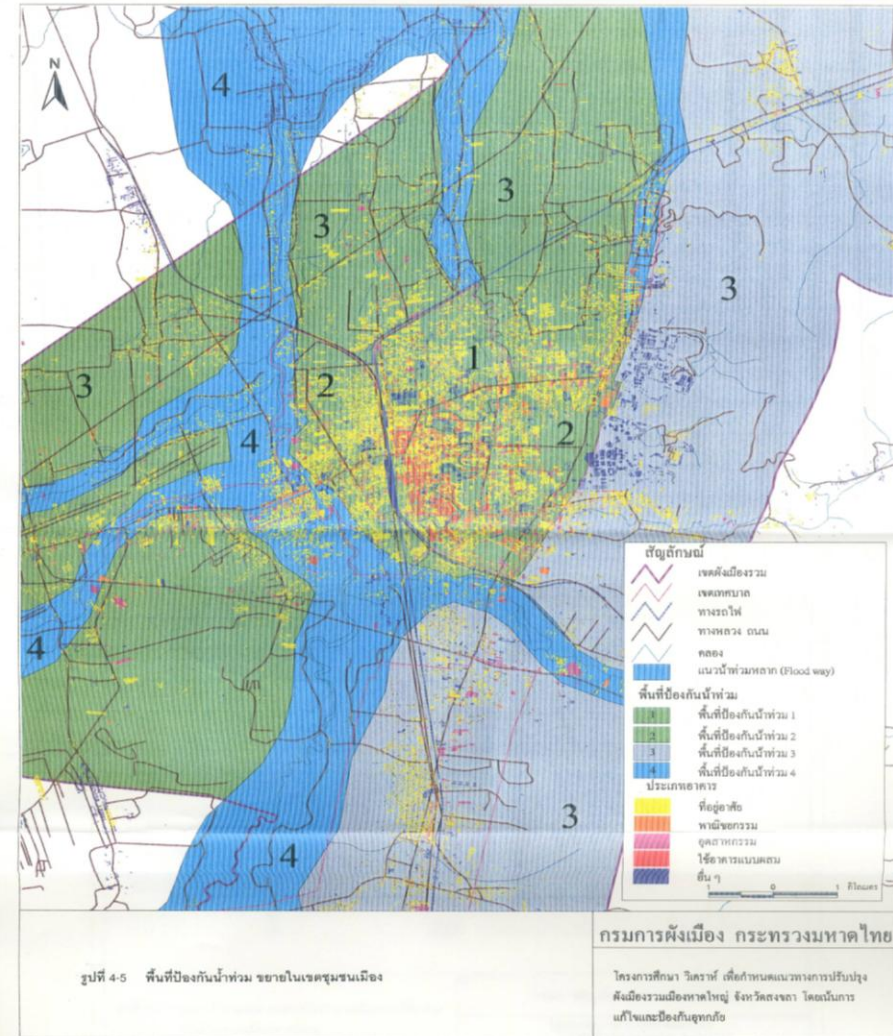 N
4
3
3
3
1
2
3
2
4
4
3
4
สัญลักษณ์
เขตผังเมืองรวม
เขตเทศบาล
ทางรถไฟ
ทางหลวง ถนน
คลอง
แนวน้ำท่วมหลาก (Flood way)
พื้นที่ป้องกันน้ำท่วม
1 พื้นที่ป้องกันน้ำท่วม 1
2 พื้นที่ป้องกันน้ำท่วม 2
3 พื้นที่ป้องกันน้ำท่วม 3
4 พื้นที่ป้องกันน้ำท่วม 4
ประเภทอาคาร
ที่อยู่อาศัย
พาณิชยกรรม
อุตสาหกรรม
ใช้อาคารแบบผสม
อื่น ๆ
1 0 1 กิโลเมตร
กรมการผังเมือง กระทรวงมหาดไทย
รูปที่ 4-5 พื้นที่ป้องกันน้ำท่วม ขยายในเขตชุมชนเมือง
โครงการศึกษา วิเคราห์ เพื่อกำหนดแนวทางการปรับปรุง
ผังเมืองรวมเมืองหาดใหญ่ จังหวัดสงขลา โดยเน้นการ
แก้ไขและป้องกันอุทกภัย